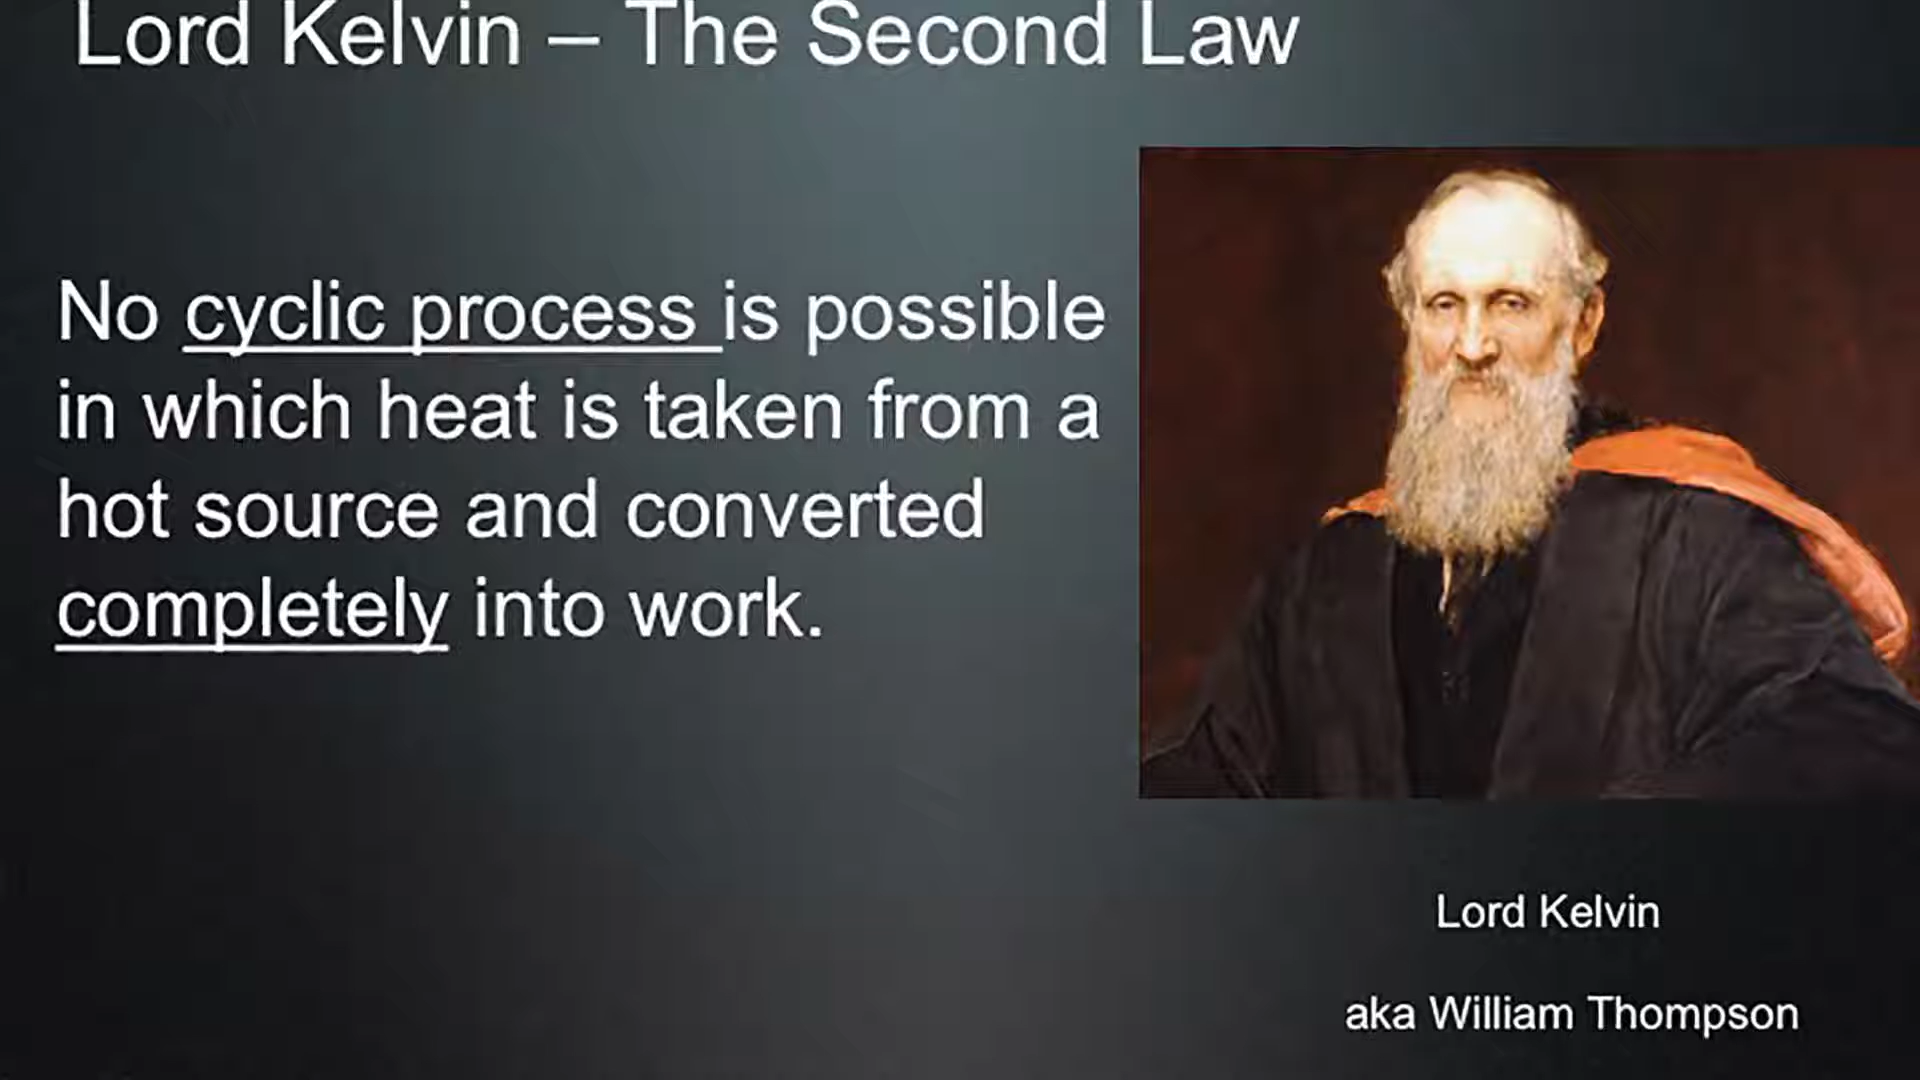 Lord Kelvin – The Second Law
No cyclic process is possible
in which heat is taken from a
hot source and converted
completely into work.
Lord Kelvin
aka William Thompson